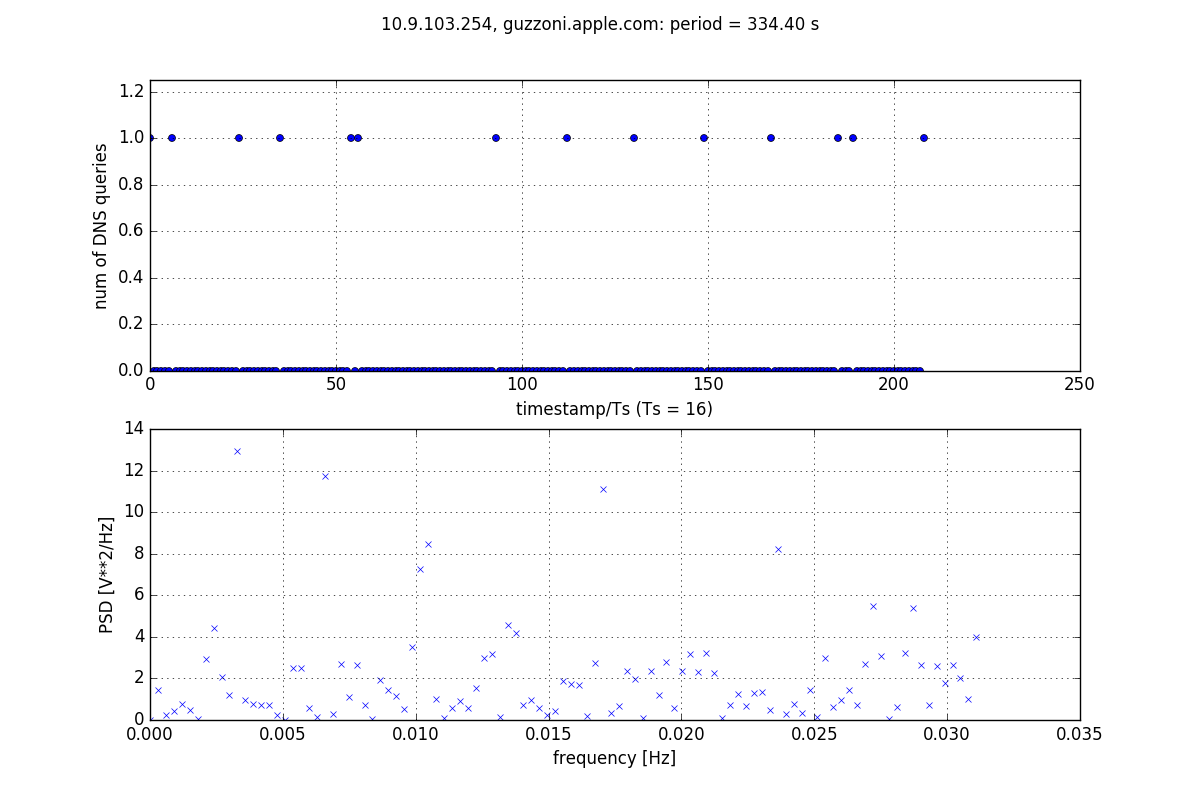 10.9.103.254, guzzoni.apple.com: period = 334.40 s
1.2
1.0
0.8
0.6
0.4
0.2
0.0
num of DNS queries
0 50 100 150 200 250
timestamp/Ts (Ts = 16)
14
12
10
8
6
4
2
0
PSD [V**2/Hz]
0.000 0.005 0.010 0.015 0.020 0.025 0.030 0.035
frequency [Hz]